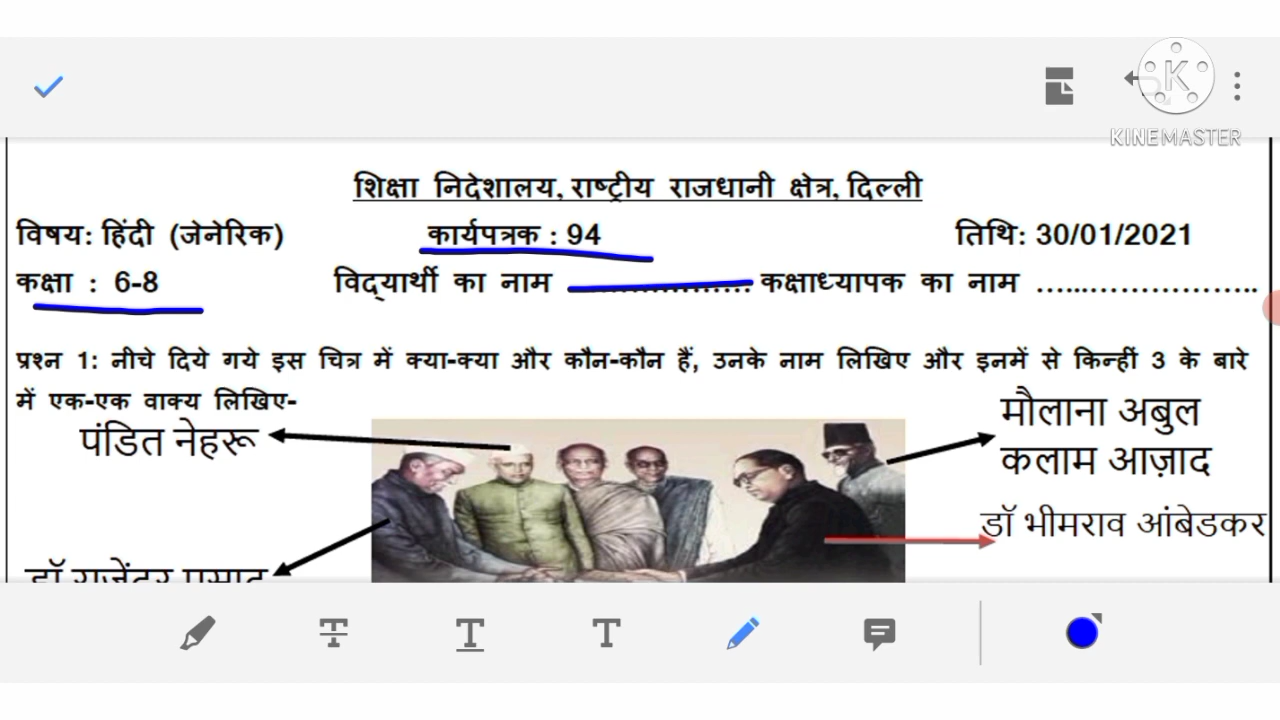 KINEMASTER
शिक्षा निदेशालय, राष्ट्रीय राजधानी क्षेत्र, दिल्ली
विषय: हिंदी (जेनेरिक) कार्यपत्रक : 94 तिथि: 30/01/2021
कक्षा : 6-8 विद्यार्थी का नाम ................. कक्षाध्यापक का नाम ......................
प्रश्न 1: नीचे दिये गये इस चित्र में क्या-क्या और कौन-कौन हैं, उनके नाम लिखिए और इनमें से किन्हीं 3 के बारे
में एक-एक वाक्य लिखिए-
पंडित नेहरू
मौलाना अबुल
कलाम आज़ाद
डॉ भीमराव आंबेडकर